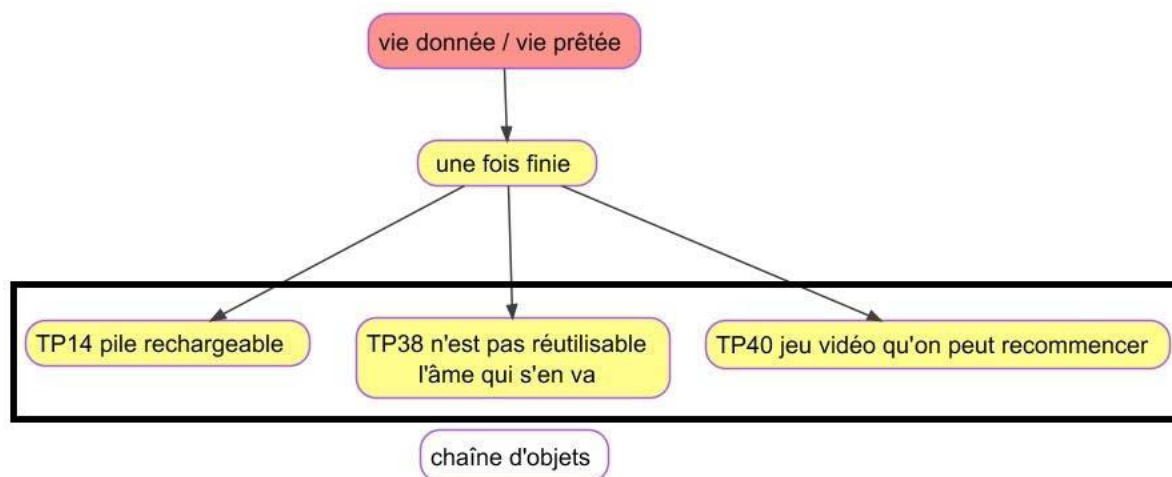 vie donnée / vie prêtée
une fois finie
TP14 pile rechargeable
TP38 n'est pas réutilisable
l'âme qui s'en va
TP40 jeu vidéo qu'on peut recommencer
chaîne d'objets